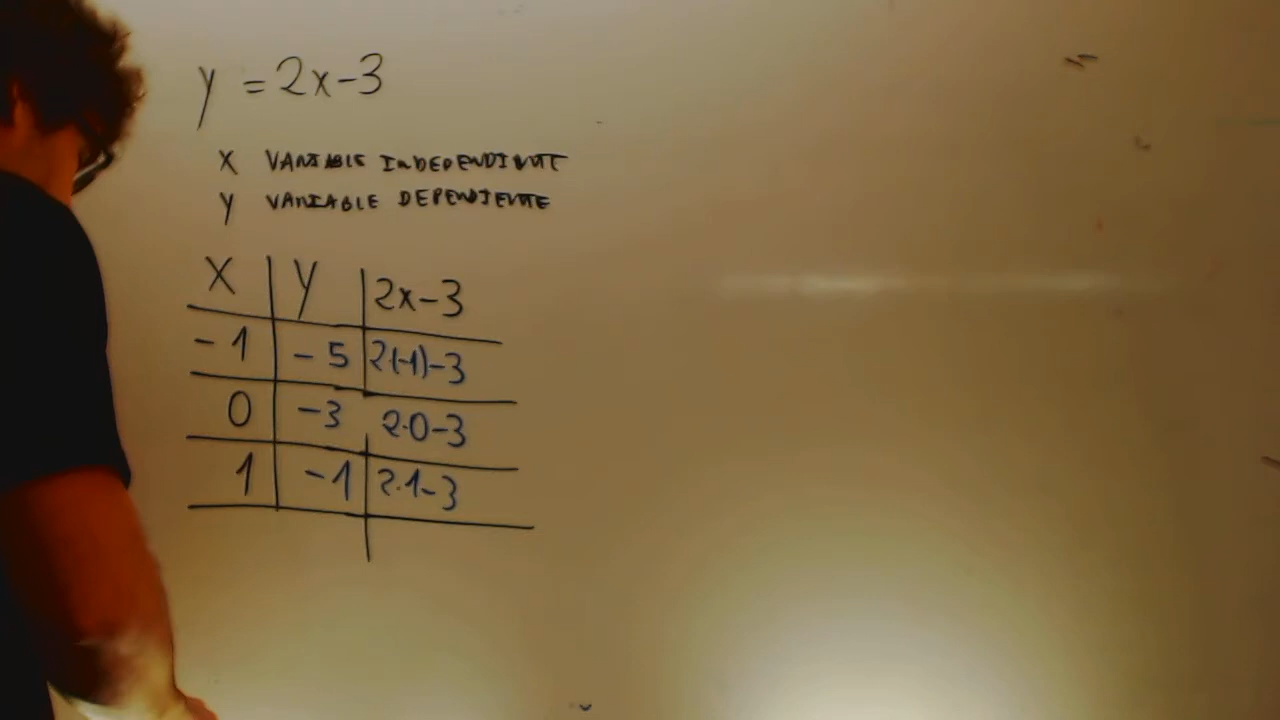 y = 2x-3
X VARIABLE INDEPENDIENTE
y VARIABLE DEPENDIENTE
X y 2x-3
-1 -5 2(-1)-3
0 -3 2·0-3
1 -1 2·1-3